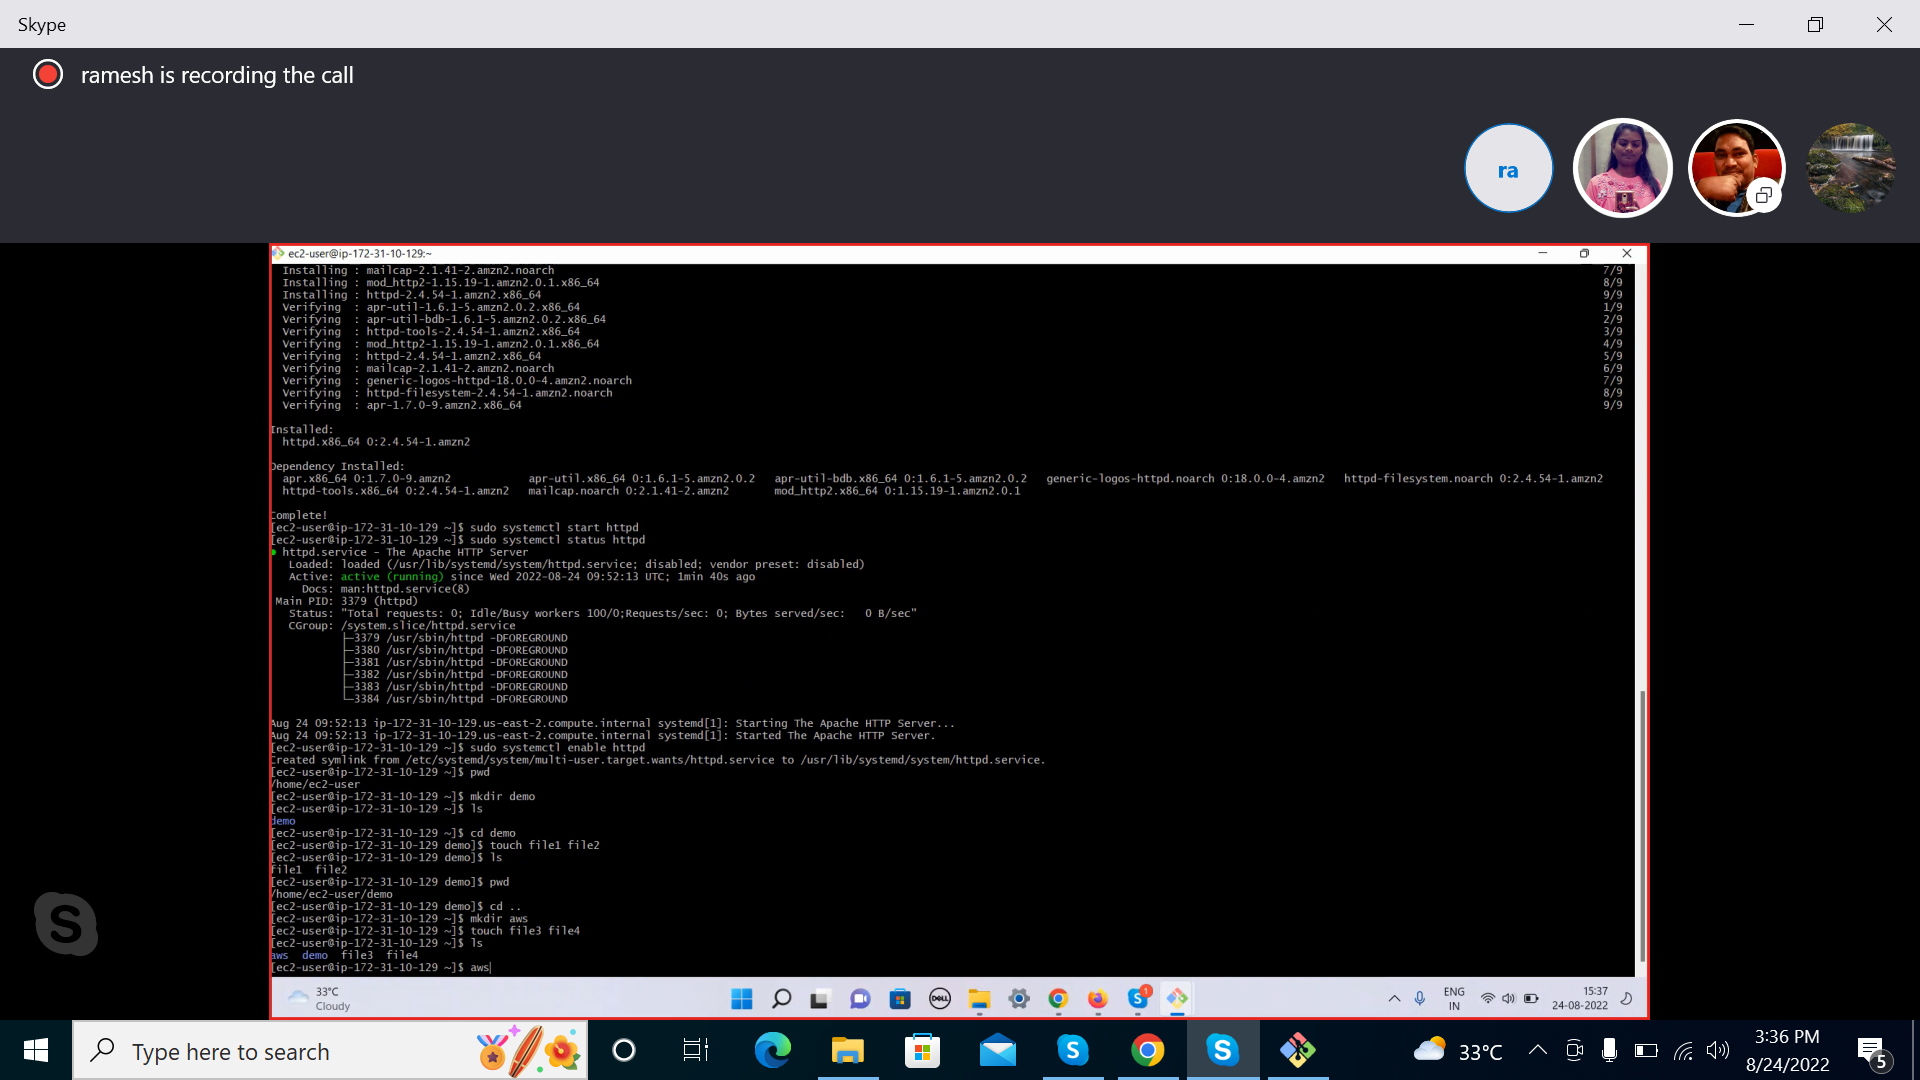 Skype
ramesh is recording the call
ra
ec2-user@ip-172-31-10-129:~
Installing : mailcap-2.1.41-2.amzn2.noarch 7/9
Installing : mod_http2-1.15.19-1.amzn2.0.1.x86_64 8/9
Installing : httpd-2.4.54-1.amzn2.x86_64 9/9
Verifying : apr-util-1.6.1-5.amzn2.0.2.x86_64 1/9
Verifying : apr-util-bdb-1.6.1-5.amzn2.0.2.x86_64 2/9
Verifying : httpd-tools-2.4.54-1.amzn2.x86_64 3/9
Verifying : mod_http2-1.15.19-1.amzn2.0.1.x86_64 4/9
Verifying : httpd-2.4.54-1.amzn2.x86_64 5/9
Verifying : mailcap-2.1.41-2.amzn2.noarch 6/9
Verifying : generic-logos-httpd-18.0.0-4.amzn2.noarch 7/9
Verifying : httpd-filesystem-2.4.54-1.amzn2.noarch 8/9
Verifying : apr-1.7.0-9.amzn2.x86_64 9/9
Installed:
httpd.x86_64 0:2.4.54-1.amzn2
Dependency Installed:
apr.x86_64 0:1.7.0-9.amzn2 apr-util.x86_64 0:1.6.1-5.amzn2.0.2 apr-util-bdb.x86_64 0:1.6.1-5.amzn2.0.2 generic-logos-httpd.noarch 0:18.0.0-4.amzn2 httpd-filesystem.noarch 0:2.4.54-1.amzn2
httpd-tools.x86_64 0:2.4.54-1.amzn2 mailcap.noarch 0:2.1.41-2.amzn2 mod_http2.x86_64 0:1.15.19-1.amzn2.0.1
Complete!
[ec2-user@ip-172-31-10-129 ~]$ sudo systemctl start httpd
[ec2-user@ip-172-31-10-129 ~]$ sudo systemctl status httpd
● httpd.service - The Apache HTTP Server
Loaded: loaded (/usr/lib/systemd/system/httpd.service; disabled; vendor preset: disabled)
Active: active (running) since Wed 2022-08-24 09:52:13 UTC; 1min 40s ago
Docs: man:httpd.service(8)
Main PID: 3379 (httpd)
Status: "Total requests: 0; Idle/Busy workers 100/0;Requests/sec: 0; Bytes served/sec: 0 B/sec"
CGroup: /system.slice/httpd.service
├─3379 /usr/sbin/httpd -DFOREGROUND
├─3380 /usr/sbin/httpd -DFOREGROUND
├─3381 /usr/sbin/httpd -DFOREGROUND
├─3382 /usr/sbin/httpd -DFOREGROUND
├─3383 /usr/sbin/httpd -DFOREGROUND
└─3384 /usr/sbin/httpd -DFOREGROUND
Aug 24 09:52:13 ip-172-31-10-129.us-east-2.compute.internal systemd[1]: Starting The Apache HTTP Server...
Aug 24 09:52:13 ip-172-31-10-129.us-east-2.compute.internal systemd[1]: Started The Apache HTTP Server.
[ec2-user@ip-172-31-10-129 ~]$ sudo systemctl enable httpd
Created symlink from /etc/systemd/system/multi-user.target.wants/httpd.service to /usr/lib/systemd/system/httpd.service.
[ec2-user@ip-172-31-10-129 ~]$ pwd
/home/ec2-user
[ec2-user@ip-172-31-10-129 ~]$ mkdir demo
[ec2-user@ip-172-31-10-129 ~]$ ls
demo
[ec2-user@ip-172-31-10-129 ~]$ cd demo
[ec2-user@ip-172-31-10-129 demo]$ touch file1 file2
[ec2-user@ip-172-31-10-129 demo]$ ls
file1 file2
[ec2-user@ip-172-31-10-129 demo]$ pwd
/home/ec2-user/demo
[ec2-user@ip-172-31-10-129 demo]$ cd ..
[ec2-user@ip-172-31-10-129 ~]$ mkdir aws
[ec2-user@ip-172-31-10-129 ~]$ touch file3 file4
[ec2-user@ip-172-31-10-129 ~]$ ls
aws demo file3 file4
[ec2-user@ip-172-31-10-129 ~]$ aws
33°C
Cloudy
DELL
S
1
ENG
IN
15:37
24-08-2022
Type here to search
33°C
3:36 PM
8/24/2022
5